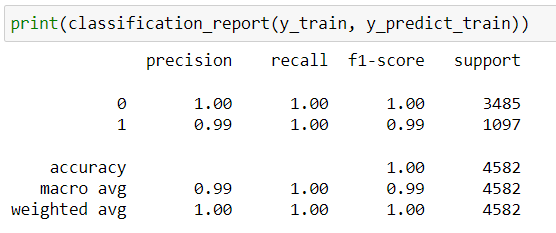 print(classification_report(y_train, y_predict_train))
precision recall f1-score support
0 1.00 1.00 1.00 3485
1 0.99 1.00 0.99 1097
accuracy 1.00 4582
macro avg 0.99 1.00 0.99 4582
weighted avg 1.00 1.00 1.00 4582